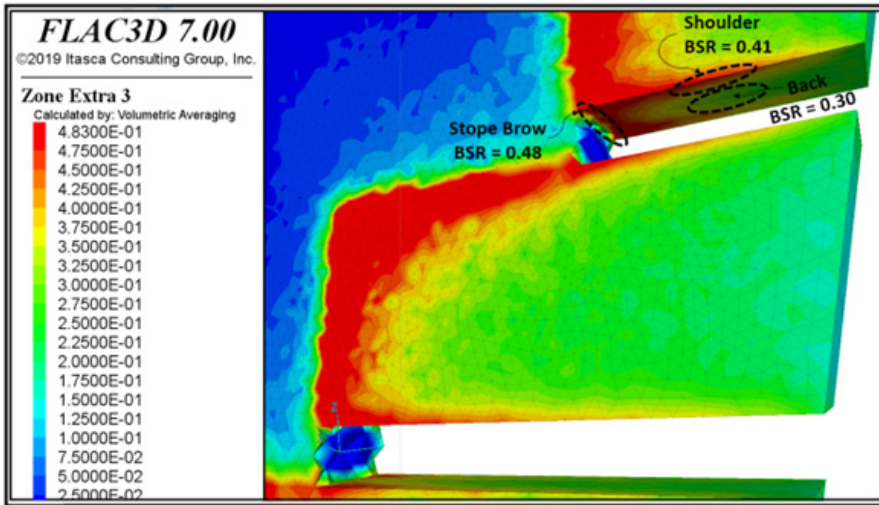 FLAC3D 7.00
©2019 Itasca Consulting Group, Inc.
Zone Extra 3
Calculated by: Volumetric Averaging
4.8300E-01
4.7500E-01
4.5000E-01
4.2500E-01
4.0000E-01
3.7500E-01
3.5000E-01
3.2500E-01
3.0000E-01
2.7500E-01
2.5000E-01
2.2500E-01
2.0000E-01
1.7500E-01
1.5000E-01
1.2500E-01
1.0000E-01
7.5000E-02
5.0000E-02
2.5000E-02
Shoulder
BSR = 0.41
Back
BSR = 0.30
Stope Brow
BSR = 0.48
Z